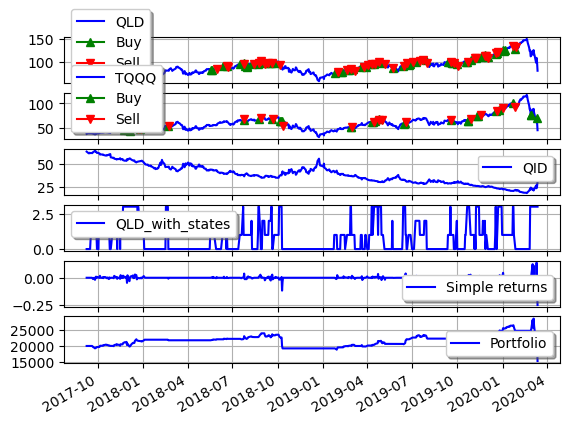 QLD
Buy
Sell
150
100
TQQQ
Buy
Sell
100
50
QID
50
25
QLD_with_states
2.5
0.0
Simple returns
0.00
−0.25
Portfolio
25000
20000
15000
2017-10
2018-01
2018-04
2018-07
2018-10
2019-01
2019-04
2019-07
2019-10
2020-01
2020-04